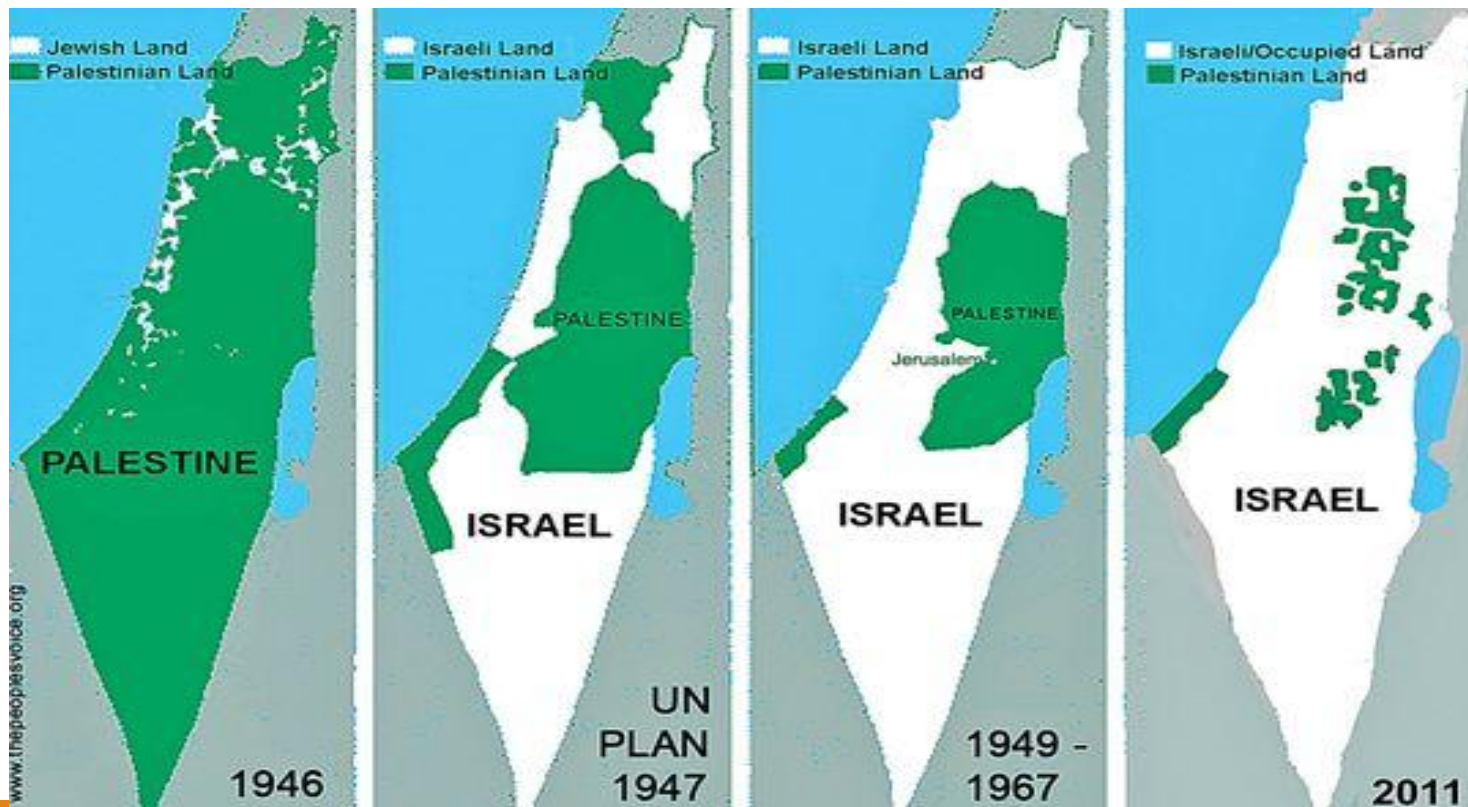 Jewish Land
Palestinian Land
PALESTINE
1946
www.thepeoplesvoice.org
Israeli Land
Palestinian Land
PALESTINE
ISRAEL
UN
PLAN
1947
Israeli Land
Palestinian Land
PALESTINE
Jerusalem
ISRAEL
1949 -
1967
Israeli/Occupied Land
Palestinian Land
ISRAEL
2011